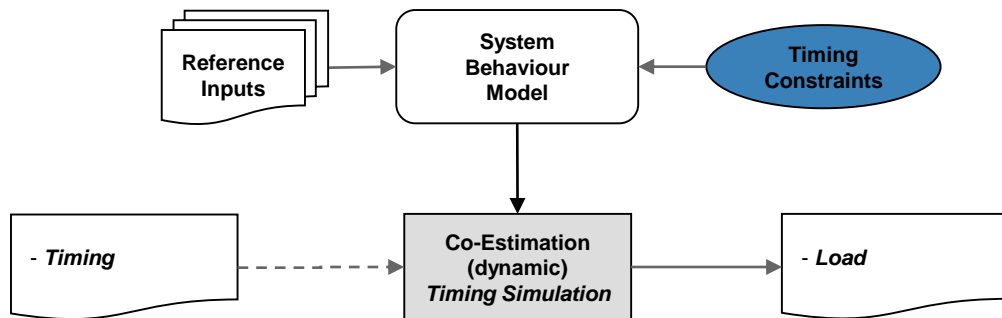 Reference
Inputs
System
Behaviour
Model
Timing
Constraints
- Timing
Co-Estimation
(dynamic)
Timing Simulation
- Load